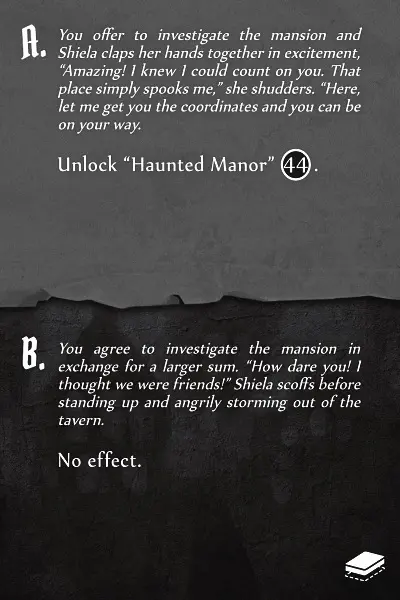 A. You offer to investigate the mansion and
Shiela claps her hands together in excitement,
“Amazing! I knew I could count on you. That
place simply spooks me,” she shudders. “Here,
let me get you the coordinates and you can be
on your way.
Unlock “Haunted Manor” 44.
B. You agree to investigate the mansion in
exchange for a larger sum. “How dare you! I
thought we were friends!” Shiela scoffs before
standing up and angrily storming out of the
tavern.
No effect.